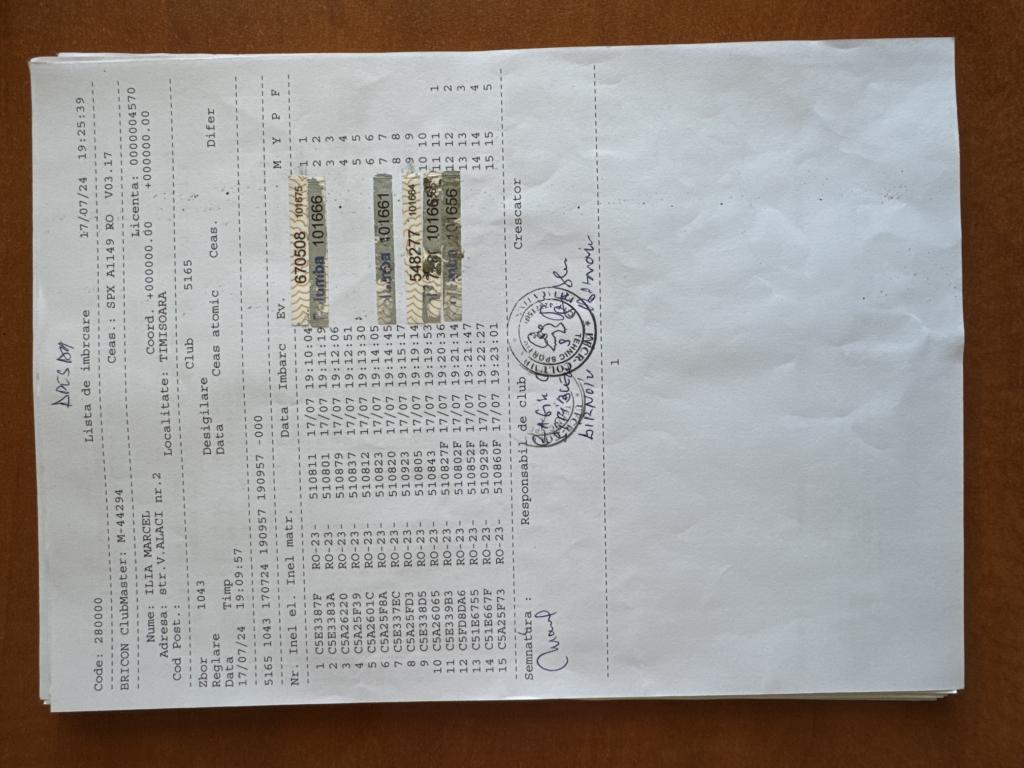 Lista de imbrcare 17/07/24 19:25:39
Code: 280000
BRICON ClubMaster: M-44294 Ceas.: SPX A1149 RO V03.17
Licenta: 0000004570
Nume: ILIA MARCEL Coord. +000000.00 +000000.00
Adresa: str.V.ALACI nr.2 Localitate: TIMISOARA
Cod Post.:
Club 5165
Zbor 1043
Reglare Desigilare
Data Timp Data Ceas atomic Ceas. Difer
17/07/24 19:09:57
5165 1043 170724 190957 190957 -000
Nr. Inel el. Inel matr. Data Imbarc Ev. M Y P F
1 C5E3387F RO-23- 510811 17/07 19:10:04 670508 101675 1 1
2 C5E3383A RO-23- 510801 17/07 19:11:19 101666 2 2
3 C5A26220 RO-23- 510879 17/07 19:12:06 3 3
4 C5A25F39 RO-23- 510837 17/07 19:12:51 4 4
5 C5A2601C RO-23- 510812 17/07 19:13:30 5 5
6 C5A25F8A RO-23- 510823 17/07 19:14:05 6 6
7 C5E337EC RO-23- 510820 17/07 19:14:45 101661 7 7
8 C5A25FD3 RO-23- 510923 17/07 19:15:17 8 8
9 C5E338D5 RO-23- 510805 17/07 19:19:14 548277 101664 9 9
10 C5A26065 RO-23- 510843 17/07 19:19:53 10 10 1
11 C5E339B3 RO-23- 510827F 17/07 19:20:36 11 11 2
12 C5FD8DA6 RO-23- 510802F 17/07 19:21:14 101656 12 12 3
13 C51E6755 RO-23- 510852F 17/07 19:21:47 13 13 4
14 C51E667F RO-23- 510929F 17/07 19:22:27 14 14
15 C5A25F73 RO-23- 510860F 17/07 19:23:01 15 15 5
Semnatura : Responsabil de club Crescator
TEHNIC SPORTIV
1